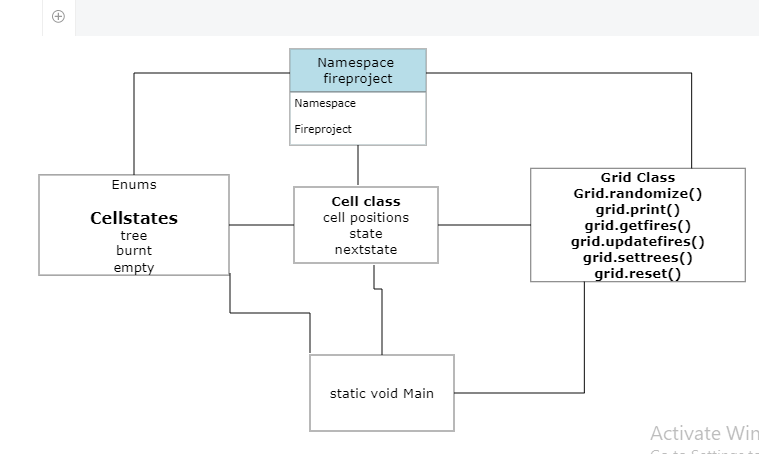 Namespace
fireproject
Namespace
Fireproject
Enums
Cellstates
tree
burnt
empty
Cell class
cell positions
state
nextstate
Grid Class
Grid.randomize()
grid.print()
grid.getfires()
grid.updatefires()
grid.settrees()
grid.reset()
static void Main
Activate Win